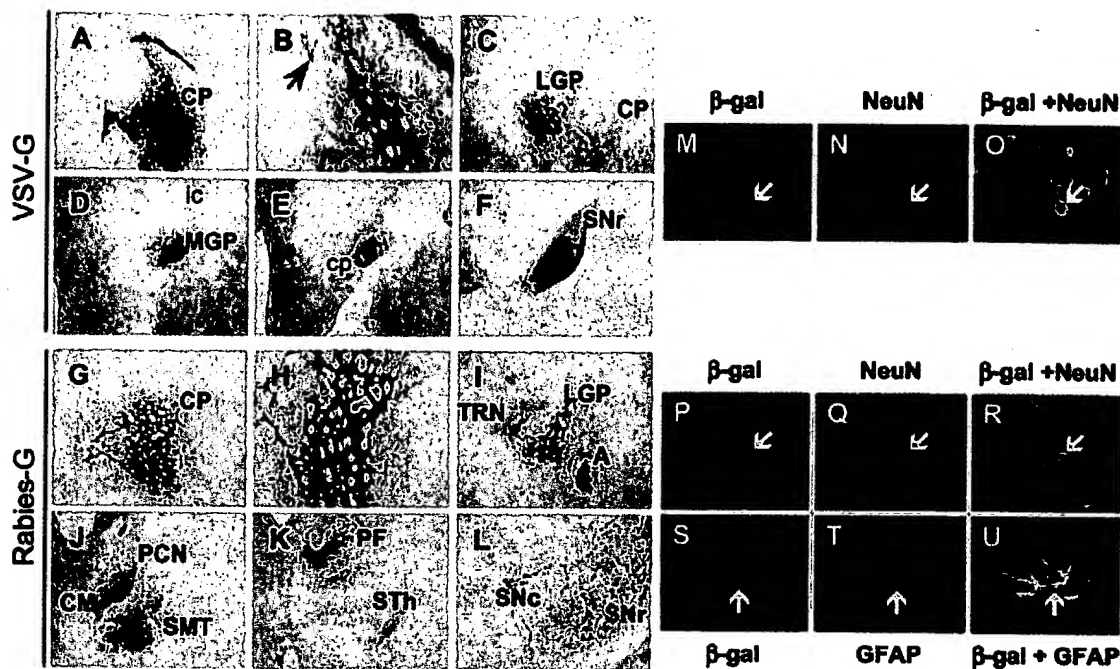 VSV-G
A
CP
B
C
LGP
CP
D
ic
MGP
E
cp
F
SNr
β-gal
NeuN
β-gal +NeuN
M
N
O
Rabies-G
G
CP
H
I
TRN
LGP
A
J
PCN
CM
SMT
K
PF
STh
L
SNc
SNr
β-gal
NeuN
β-gal +NeuN
P
Q
R
S
T
U
β-gal
GFAP
β-gal + GFAP